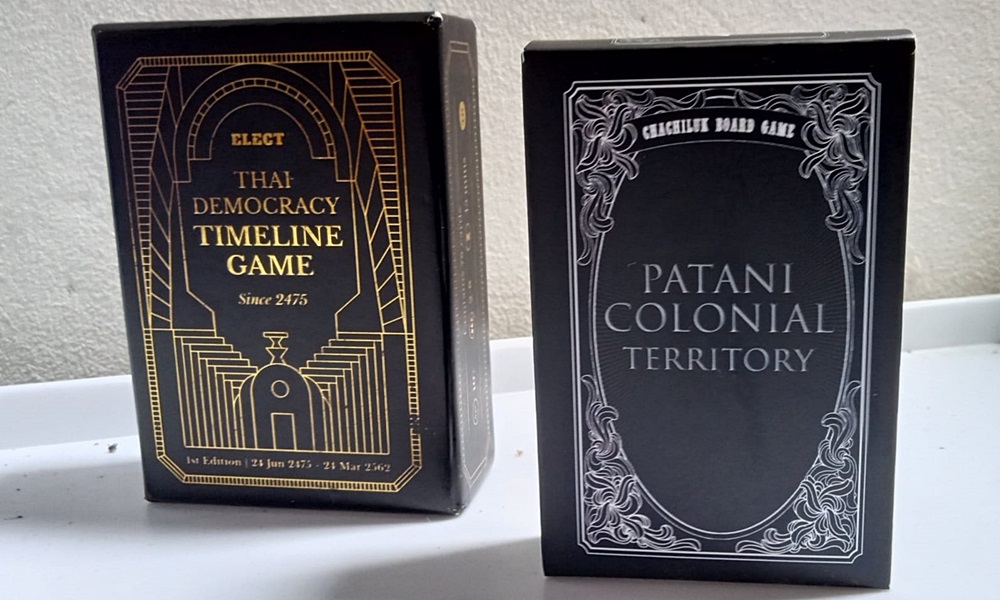 ELECT
THAI
DEMOCRACY
TIMELINE
GAME
Since 2475
1st Edition | 24 Jun 2475 - 24 Mar 2562
CHACHILUK BOARD GAME
PATANI
COLONIAL
TERRITORY